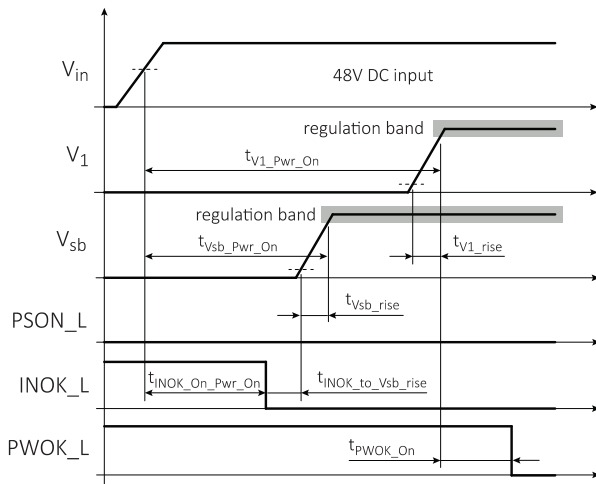 V_in
48V DC input
regulation band
V_1
t_V1_Pwr_On
regulation band
V_sb
t_Vsb_Pwr_On
t_V1_rise
t_Vsb_rise
PSON_L
INOK_L
t_INOK_On_Pwr_On
t_INOK_to_Vsb_rise
PWOK_L
t_PWOK_On